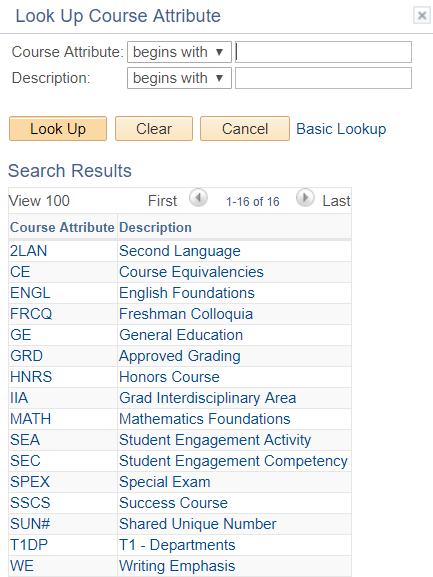 Look Up Course Attribute
Course Attribute: begins with
Description: begins with
Look Up Clear Cancel Basic Lookup
Search Results
View 100 First 1-16 of 16 Last
Course Attribute Description
2LAN Second Language
CE Course Equivalencies
ENGL English Foundations
FRCQ Freshman Colloquia
GE General Education
GRD Approved Grading
HNRS Honors Course
IIA Grad Interdisciplinary Area
MATH Mathematics Foundations
SEA Student Engagement Activity
SEC Student Engagement Competency
SPEX Special Exam
SSCS Success Course
SUN# Shared Unique Number
T1DP T1 - Departments
WE Writing Emphasis